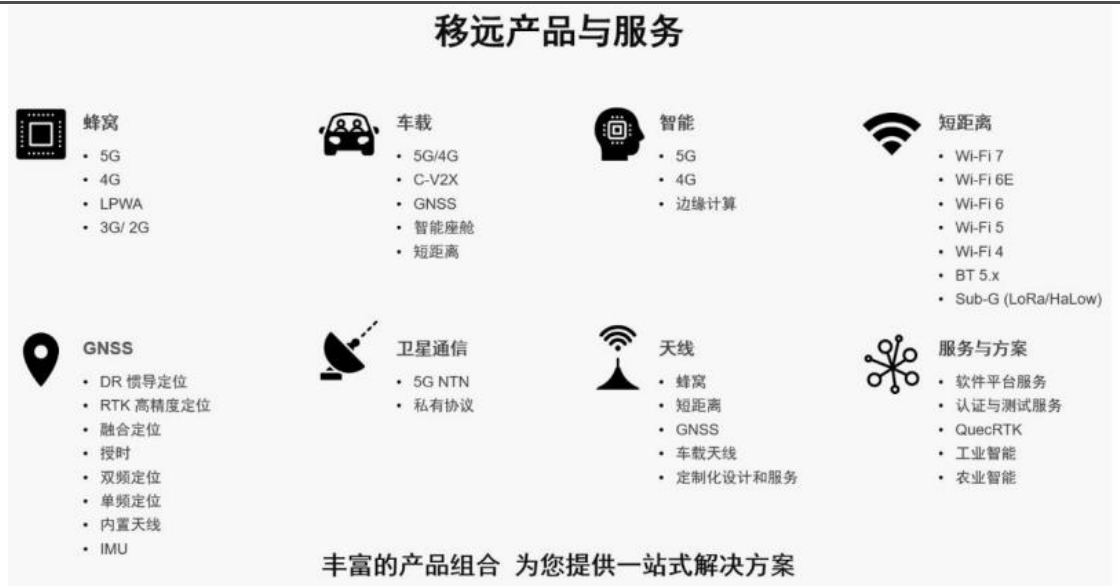 移远产品与服务
蜂窝
• 5G
• 4G
• LPWA
• 3G/ 2G
车载
• 5G/4G
• C-V2X
• GNSS
• 智能座舱
• 短距离
智能
• 5G
• 4G
• 边缘计算
短距离
• Wi-Fi 7
• Wi-Fi 6E
• Wi-Fi 6
• Wi-Fi 5
• Wi-Fi 4
• BT 5.x
• Sub-G (LoRa/HaLow)
GNSS
• DR 惯导定位
• RTK 高精度定位
• 融合定位
• 授时
• 双频定位
• 单频定位
• 内置天线
• IMU
卫星通信
• 5G NTN
• 私有协议
天线
• 蜂窝
• 短距离
• GNSS
• 车载天线
• 定制化设计和服务
服务与方案
• 软件平台服务
• 认证与测试服务
• QuecRTK
• 工业智能
• 农业智能
丰富的产品组合 为您提供一站式解决方案